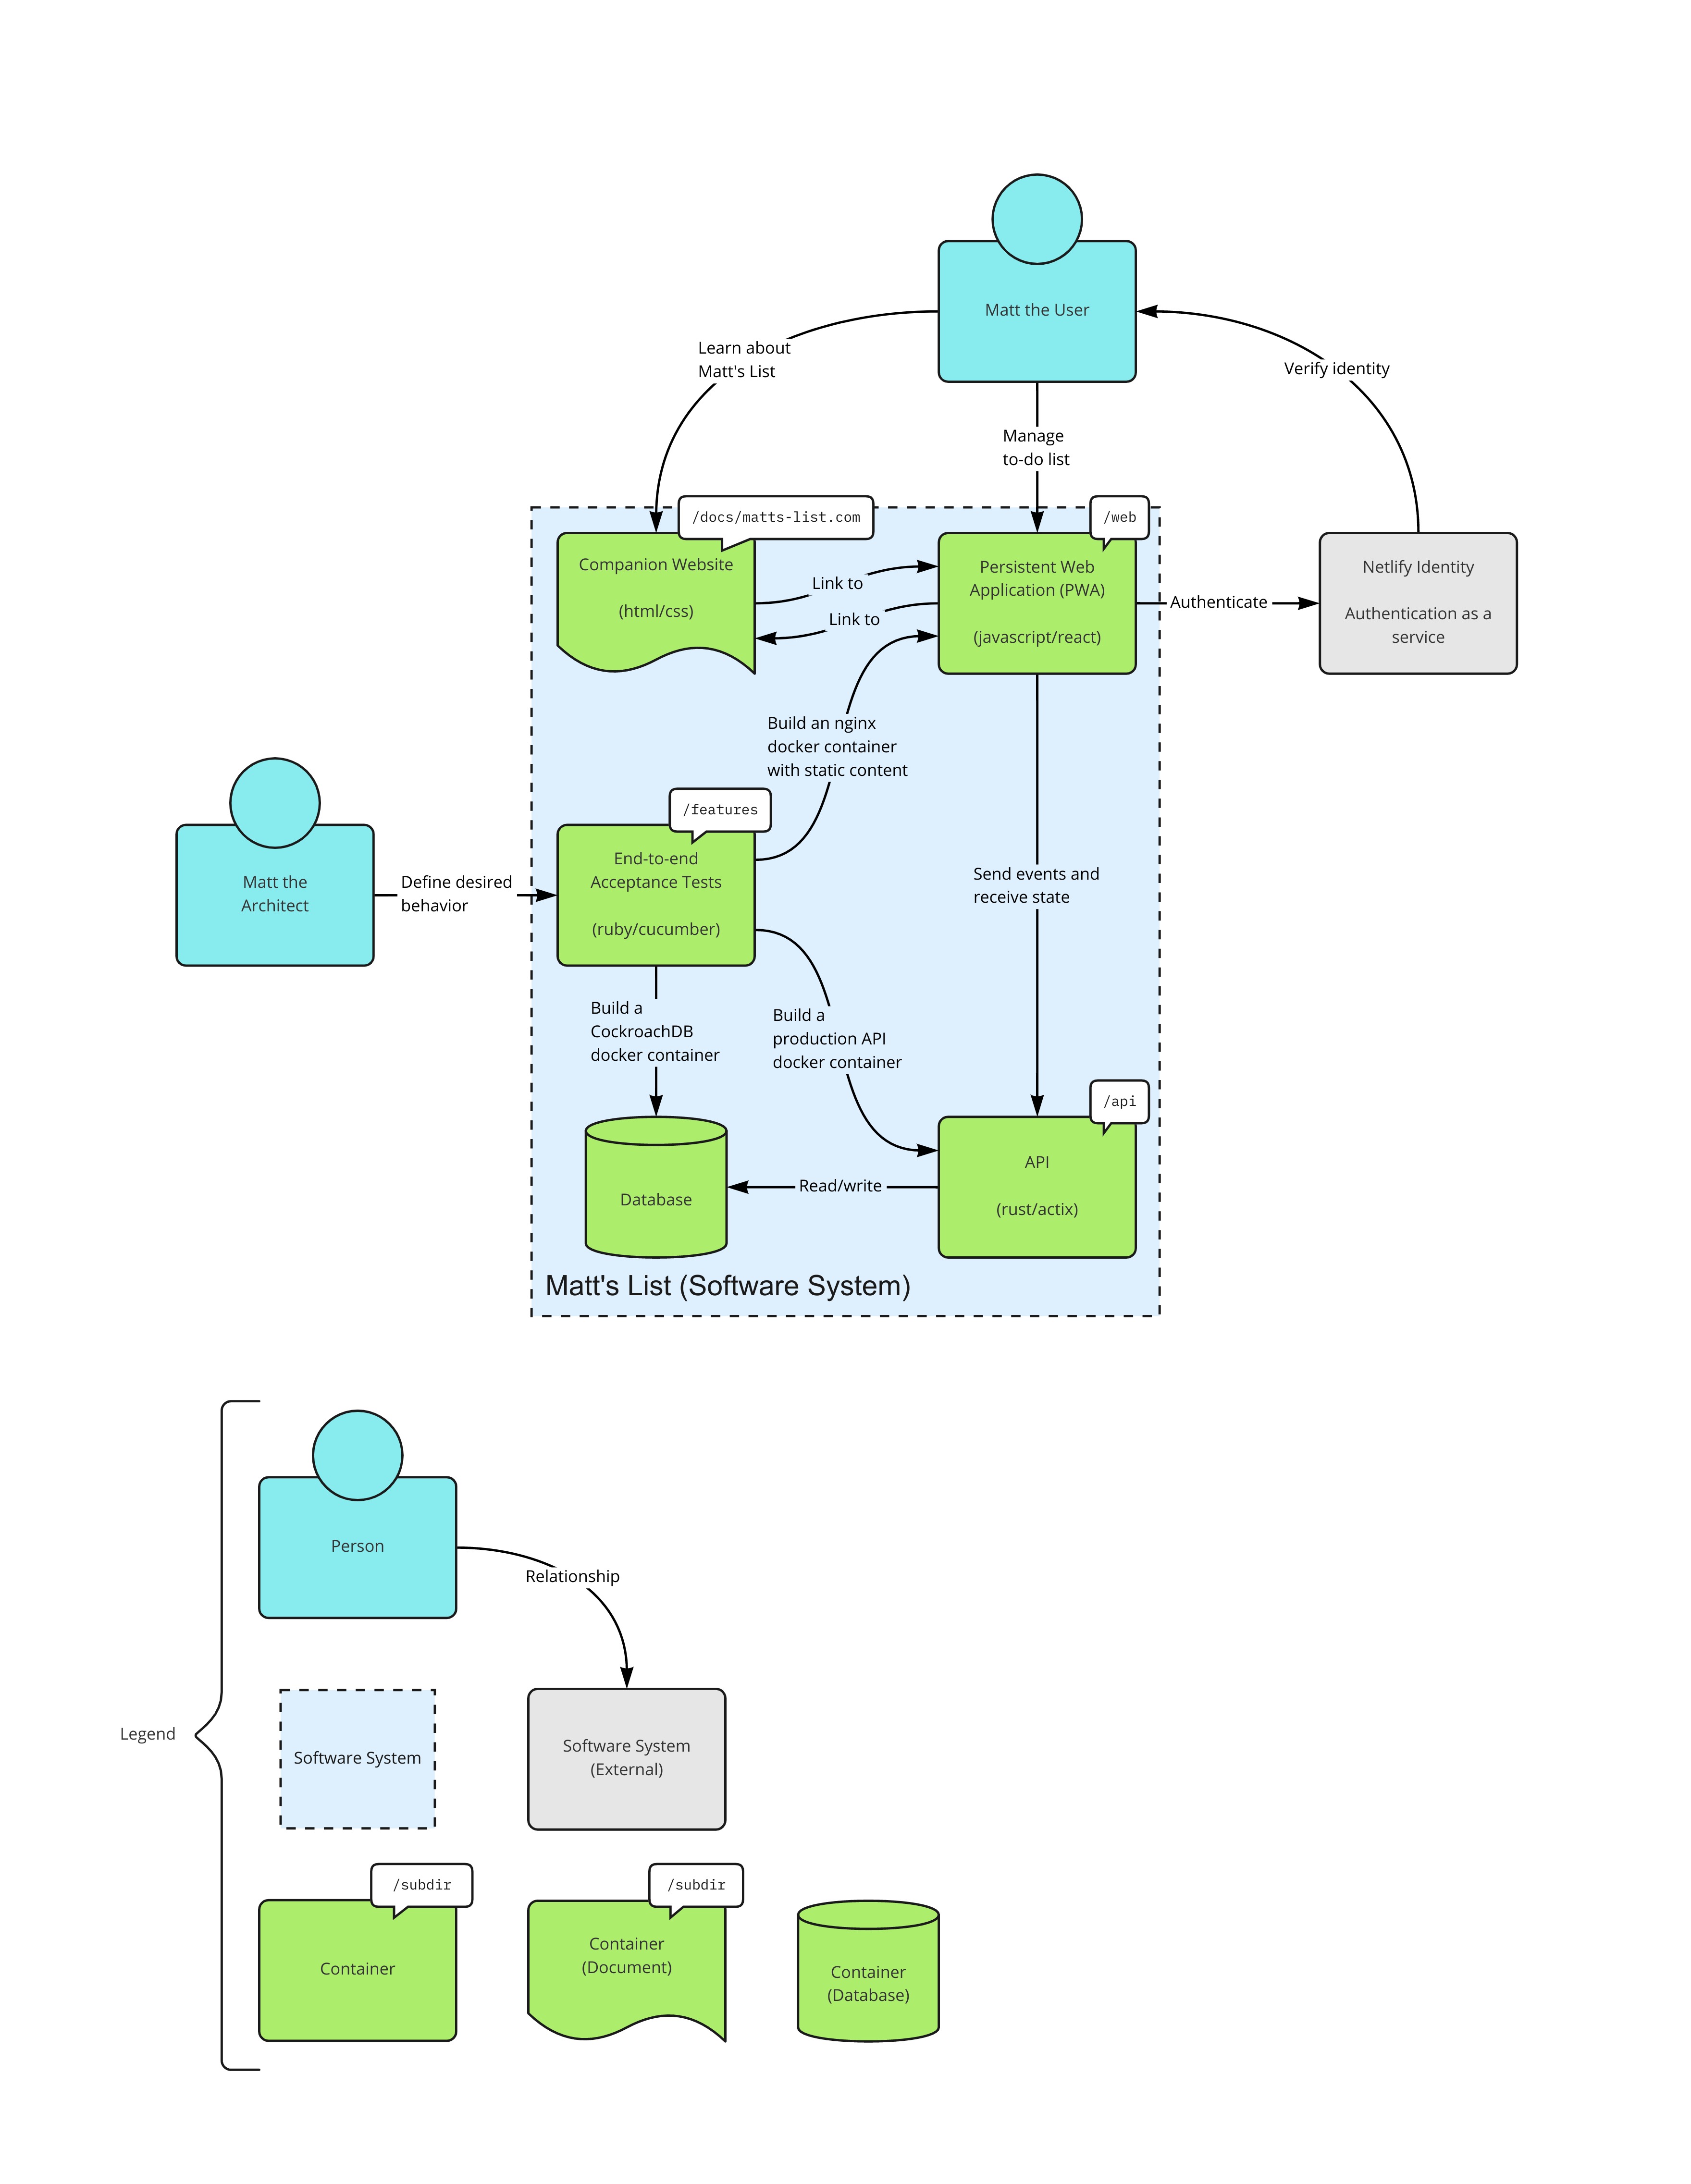 Matt the User
Learn about
Matt's List
Verify identity
Manage
to-do list
/docs/matts-list.com
/web
Companion Website
(html/css)
Link to
Link to
Persistent Web
Application (PWA)
(javascript/react)
Authenticate
Netlify Identity
Authentication as a
service
Build an nginx
docker container
with static content
/features
Matt the
Architect
Define desired
behavior
End-to-end
Acceptance Tests
(ruby/cucumber)
Send events and
receive state
Build a
CockroachDB
docker container
Build a
production API
docker container
/api
Database
Read/write
API
(rust/actix)
Matt's List (Software System)
Legend
Person
Relationship
Software System
Software System
(External)
/subdir
Container
/subdir
Container
(Document)
Container
(Database)